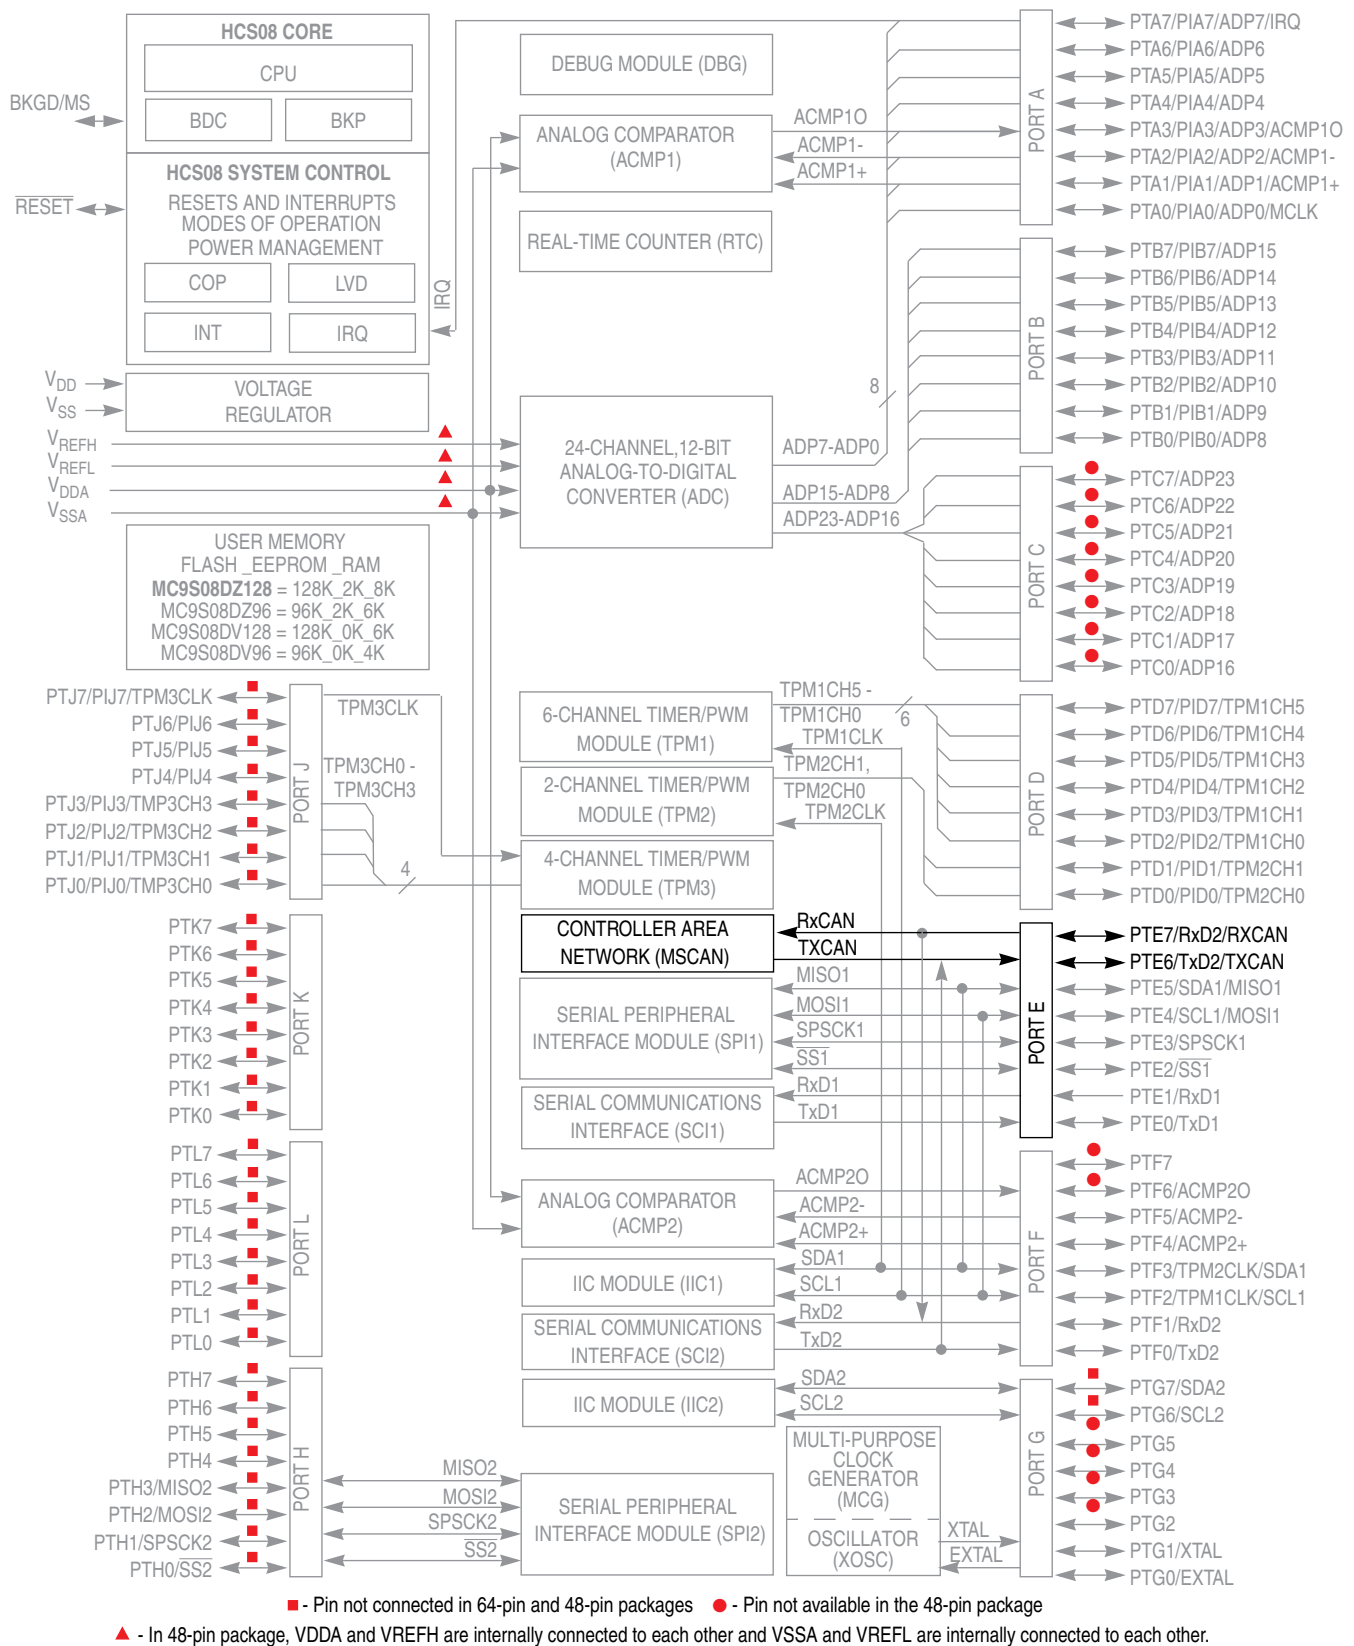 HCS08 CORE
CPU
BDC
BKP
BKGD/MS
HCS08 SYSTEM CONTROL
RESETS AND INTERRUPTS
MODES OF OPERATION
POWER MANAGEMENT
RESET
COP
LVD
INT
IRQ
IRQ
VOLTAGE
REGULATOR
VDD
VSS
VREFH
VREFL
VDDA
VSSA
USER MEMORY
FLASH _EEPROM _RAM
MC9S08DZ128 = 128K_2K_8K
MC9S08DZ96 = 96K_2K_6K
MC9S08DV128 = 128K_0K_6K
MC9S08DV96 = 96K_0K_4K
DEBUG MODULE (DBG)
ANALOG COMPARATOR
(ACMP1)
ACMP1O
ACMP1-
ACMP1+
REAL-TIME COUNTER (RTC)
24-CHANNEL,12-BIT
ANALOG-TO-DIGITAL
CONVERTER (ADC)
8
ADP7-ADP0
ADP15-ADP8
ADP23-ADP16
PORT A
PTA7/PIA7/ADP7/IRQ
PTA6/PIA6/ADP6
PTA5/PIA5/ADP5
PTA4/PIA4/ADP4
PTA3/PIA3/ADP3/ACMP1O
PTA2/PIA2/ADP2/ACMP1-
PTA1/PIA1/ADP1/ACMP1+
PTA0/PIA0/ADP0/MCLK
PORT B
PTB7/PIB7/ADP15
PTB6/PIB6/ADP14
PTB5/PIB5/ADP13
PTB4/PIB4/ADP12
PTB3/PIB3/ADP11
PTB2/PIB2/ADP10
PTB1/PIB1/ADP9
PTB0/PIB0/ADP8
PORT C
PTC7/ADP23
PTC6/ADP22
PTC5/ADP21
PTC4/ADP20
PTC3/ADP19
PTC2/ADP18
PTC1/ADP17
PTC0/ADP16
PTJ7/PIJ7/TPM3CLK
PTJ6/PIJ6
PTJ5/PIJ5
PTJ4/PIJ4
PTJ3/PIJ3/TMP3CH3
PTJ2/PIJ2/TPM3CH2
PTJ1/PIJ1/TPM3CH1
PTJ0/PIJ0/TMP3CH0
PORT J
TPM3CLK
TPM3CH0 -
TPM3CH3
4
6-CHANNEL TIMER/PWM
MODULE (TPM1)
TPM1CH5 -
TPM1CH0
6
TPM1CLK
2-CHANNEL TIMER/PWM
MODULE (TPM2)
TPM2CH1,
TPM2CH0
TPM2CLK
4-CHANNEL TIMER/PWM
MODULE (TPM3)
PORT D
PTD7/PID7/TPM1CH5
PTD6/PID6/TPM1CH4
PTD5/PID5/TPM1CH3
PTD4/PID4/TPM1CH2
PTD3/PID3/TPM1CH1
PTD2/PID2/TPM1CH0
PTD1/PID1/TPM2CH1
PTD0/PID0/TPM2CH0
PTK7
PTK6
PTK5
PTK4
PTK3
PTK2
PTK1
PTK0
PORT K
CONTROLLER AREA
NETWORK (MSCAN)
RxCAN
TXCAN
SERIAL PERIPHERAL
INTERFACE MODULE (SPI1)
MISO1
MOSI1
SPSCK1
SS1
SERIAL COMMUNICATIONS
INTERFACE (SCI1)
RxD1
TxD1
PORT E
PTE7/RxD2/RXCAN
PTE6/TxD2/TXCAN
PTE5/SDA1/MISO1
PTE4/SCL1/MOSI1
PTE3/SPSCK1
PTE2/SS1
PTE1/RxD1
PTE0/TxD1
PTL7
PTL6
PTL5
PTL4
PTL3
PTL2
PTL1
PTL0
PORT L
ANALOG COMPARATOR
(ACMP2)
ACMP2O
ACMP2-
ACMP2+
IIC MODULE (IIC1)
SDA1
SCL1
SERIAL COMMUNICATIONS
INTERFACE (SCI2)
RxD2
TxD2
PORT F
PTF7
PTF6/ACMP2O
PTF5/ACMP2-
PTF4/ACMP2+
PTF3/TPM2CLK/SDA1
PTF2/TPM1CLK/SCL1
PTF1/RxD2
PTF0/TxD2
PTH7
PTH6
PTH5
PTH4
PTH3/MISO2
PTH2/MOSI2
PTH1/SPSCK2
PTH0/SS2
PORT H
MISO2
MOSI2
SPSCK2
SS2
IIC MODULE (IIC2)
SDA2
SCL2
SERIAL PERIPHERAL
INTERFACE MODULE (SPI2)
MULTI-PURPOSE
CLOCK
GENERATOR
(MCG)
OSCILLATOR
(XOSC)
XTAL
EXTAL
PORT G
PTG7/SDA2
PTG6/SCL2
PTG5
PTG4
PTG3
PTG2
PTG1/XTAL
PTG0/EXTAL
- Pin not connected in 64-pin and 48-pin packages
- Pin not available in the 48-pin package
- In 48-pin package, VDDA and VREFH are internally connected to each other and VSSA and VREFL are internally connected to each other.